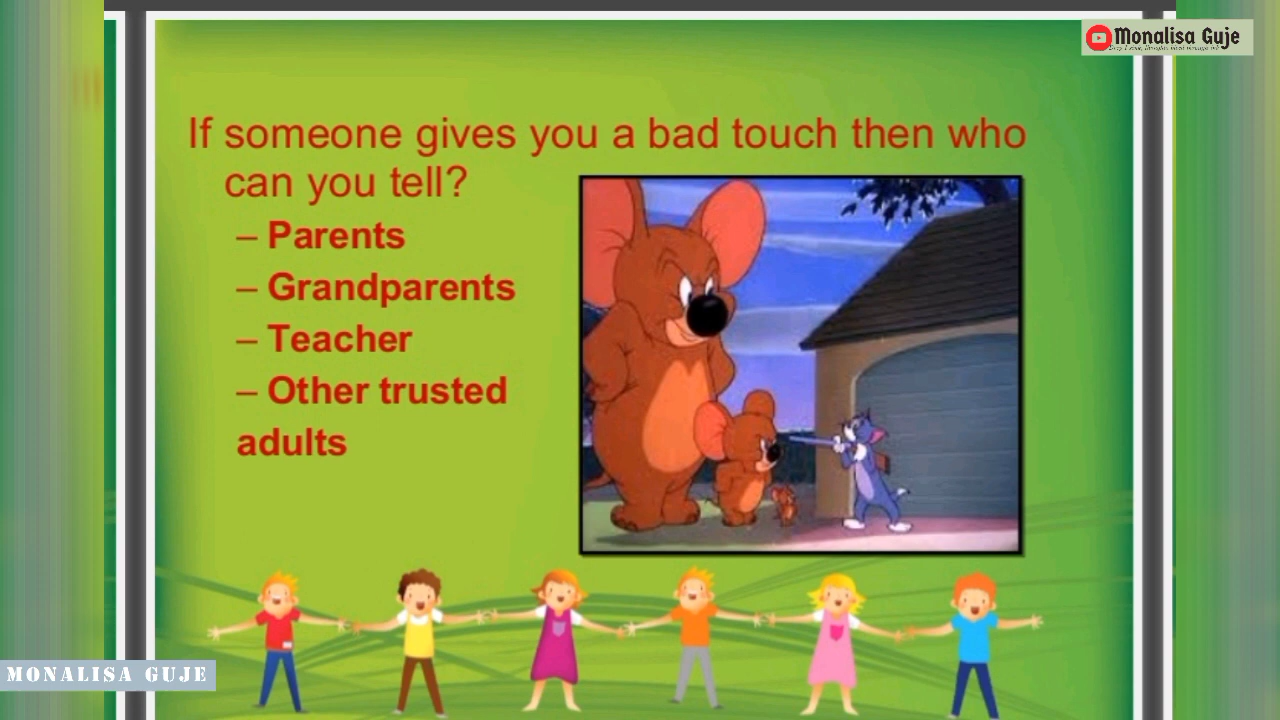 Monalisa Guje
If someone gives you a bad touch then who
can you tell?
– Parents
– Grandparents
– Teacher
– Other trusted
adults
MONALISA GUJE